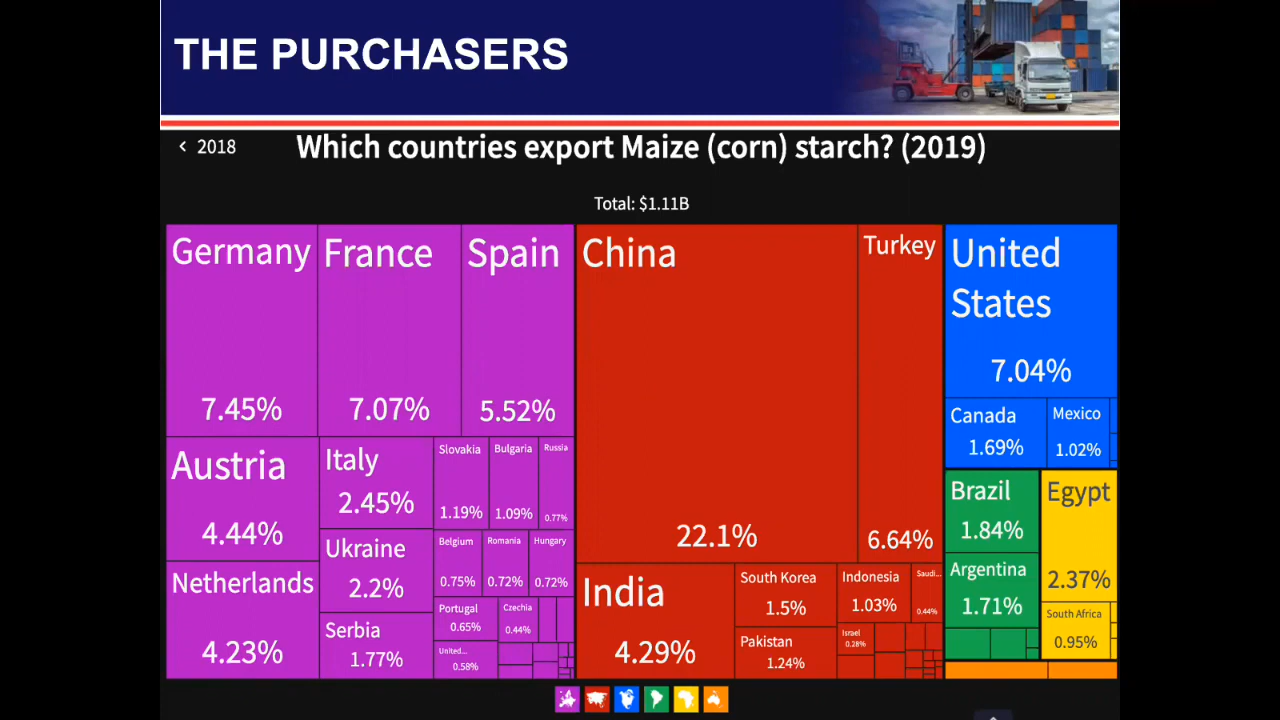 THE PURCHASERS
< 2018
Which countries export Maize (corn) starch? (2019)
Total: $1.11B
Germany
7.45%
France
7.07%
Spain
5.52%
Austria
4.44%
Netherlands
4.23%
Italy
2.45%
Ukraine
2.2%
Serbia
1.77%
Slovakia
1.19%
Bulgaria
1.09%
Russia
0.77%
Belgium
0.75%
Romania
0.72%
Hungary
0.72%
Portugal
0.65%
Czechia
0.44%
United...
0.58%
China
22.1%
Turkey
6.64%
India
4.29%
South Korea
1.5%
Pakistan
1.24%
Indonesia
1.03%
Saudi...
0.44%
Israel
0.28%
United
States
7.04%
Canada
1.69%
Mexico
1.02%
Brazil
1.84%
Argentina
1.71%
Egypt
2.37%
South Africa
0.95%